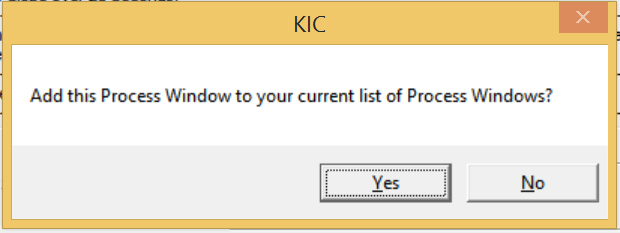 KIC
Add this Process Window to your current list of Process Windows?
Yes
No